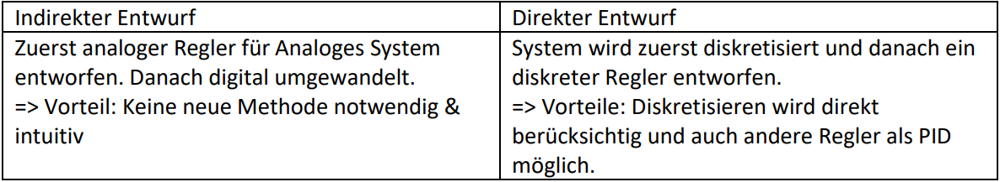 Indirekter Entwurf
Zuerst analoger Regler für Analoges System
entworfen. Danach digital umgewandelt.
=> Vorteil: Keine neue Methode notwendig &
intuitiv
Direkter Entwurf
System wird zuerst diskretisiert und danach ein
diskreter Regler entworfen.
=> Vorteile: Diskretisieren wird direkt
berücksichtig und auch andere Regler als PID
möglich.